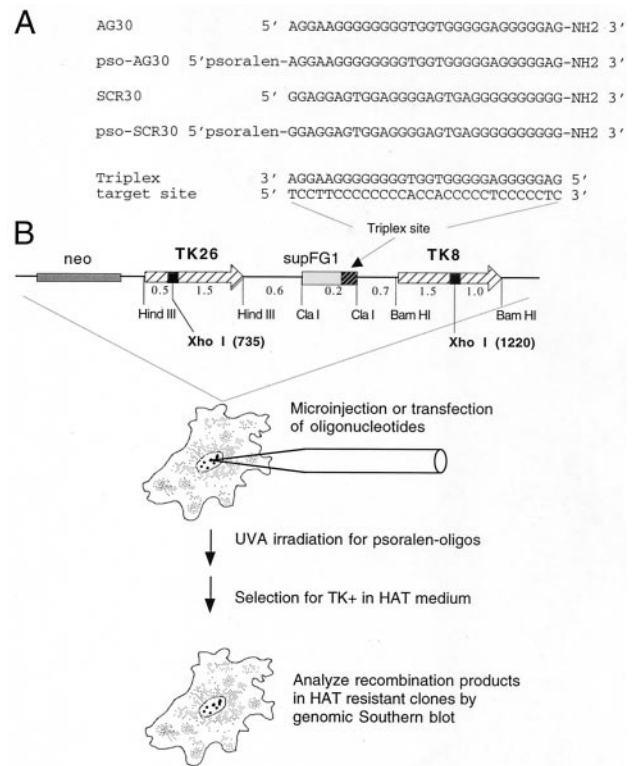 A
AG30 5' AGGAAGGGGGGGGTGGTGGGGGAGGGGGAG-NH2 3'
pso-AG30 5'psoralen-AGGAAGGGGGGGGTGGTGGGGGAGGGGGAG-NH2 3'
SCR30 5' GGAGGAGTGGAGGGGAGTGAGGGGGGGGGG-NH2 3'
pso-SCR30 5'psoralen-GGAGGAGTGGAGGGGAGTGAGGGGGGGGGG-NH2 3'
Triplex 3' AGGAAGGGGGGGGTGGTGGGGGAGGGGGAG 5'
target site 5' TCCTTCCCCCCCCACCACCCCCTCCCCCTC 3'
B
Triplex site
neo TK26 supFG1 TK8
0.5 1.5 0.6 0.2 0.7 1.5 1.0
Hind III Hind III Cla I Cla I Bam HI Bam HI
Xho I (735) Xho I (1220)
Microinjection or transfection
of oligonucleotides
UVA irradiation for psoralen-oligos
Selection for TK+ in HAT medium
Analyze recombination products
in HAT resistant clones by
genomic Southern blot